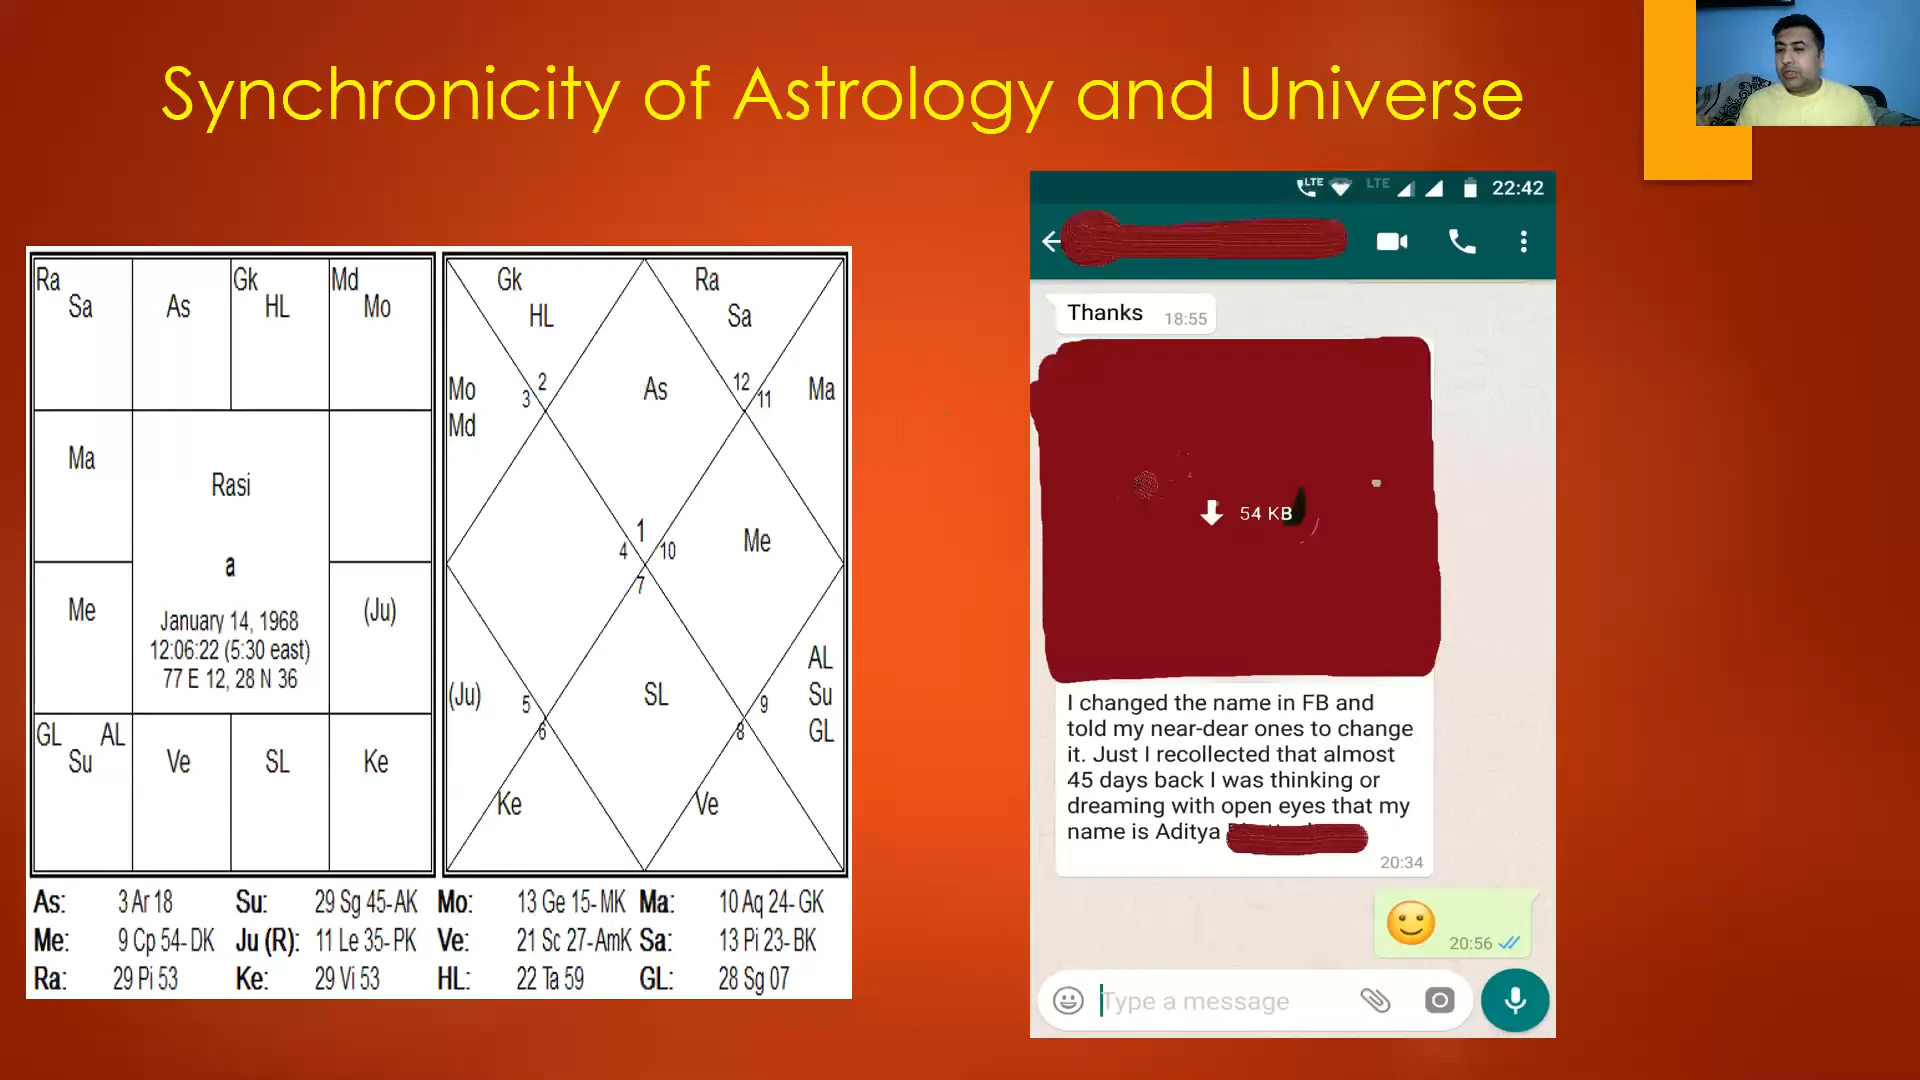 Synchronicity of Astrology and Universe
Ra
Sa
As
Gk
HL
Md
Mo
Ma
Rasi
a
January 14, 1968
12:06:22 (5:30 east)
77 E 12, 28 N 36
Me
(Ju)
GL AL
Su
Ve
SL
Ke
Gk
HL
Ra
Sa
Mo
Md
3
2
As
12
11
Ma
1
4
10
7
Me
(Ju)
5
6
SL
9
8
AL
Su
GL
Ke
Ve
As: 3 Ar 18 Su: 29 Sg 45-AK Mo: 13 Ge 15- MK Ma: 10 Aq 24- GK
Me: 9 Cp 54- DK Ju (R): 11 Le 35- PK Ve: 21 Sc 27-AmK Sa: 13 Pi 23- BK
Ra: 29 Pi 53 Ke: 29 Vi 53 HL: 22 Ta 59 GL: 28 Sg 07
LTE LTE 22:42
Thanks 18:55
54 KB
I changed the name in FB and
told my near-dear ones to change
it. Just I recollected that almost
45 days back I was thinking or
dreaming with open eyes that my
name is Aditya
20:34
20:56
Type a message